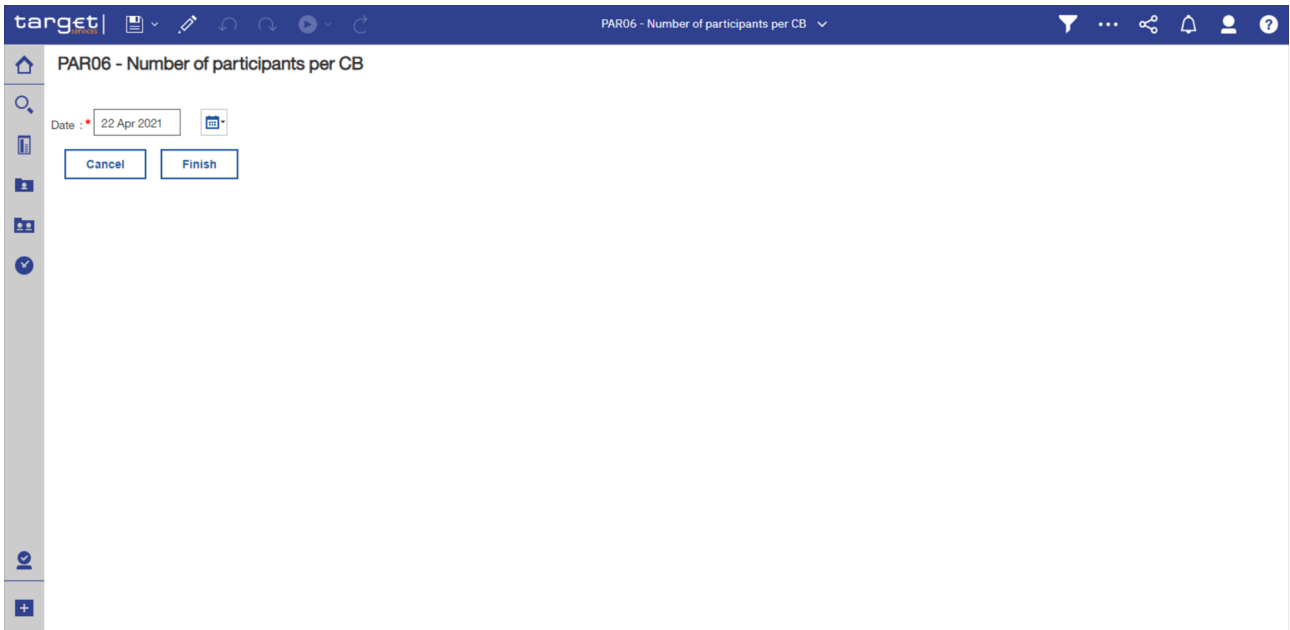 target|
services
PAR06 - Number of participants per CB
PAR06 - Number of participants per CB
Date : * 22 Apr 2021
Cancel Finish